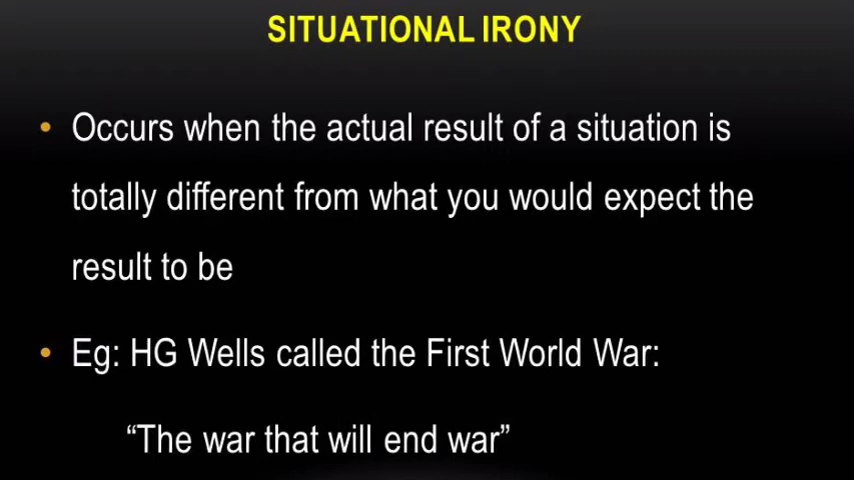 SITUATIONAL IRONY
• Occurs when the actual result of a situation is
totally different from what you would expect the
result to be
• Eg: HG Wells called the First World War:
“The war that will end war”